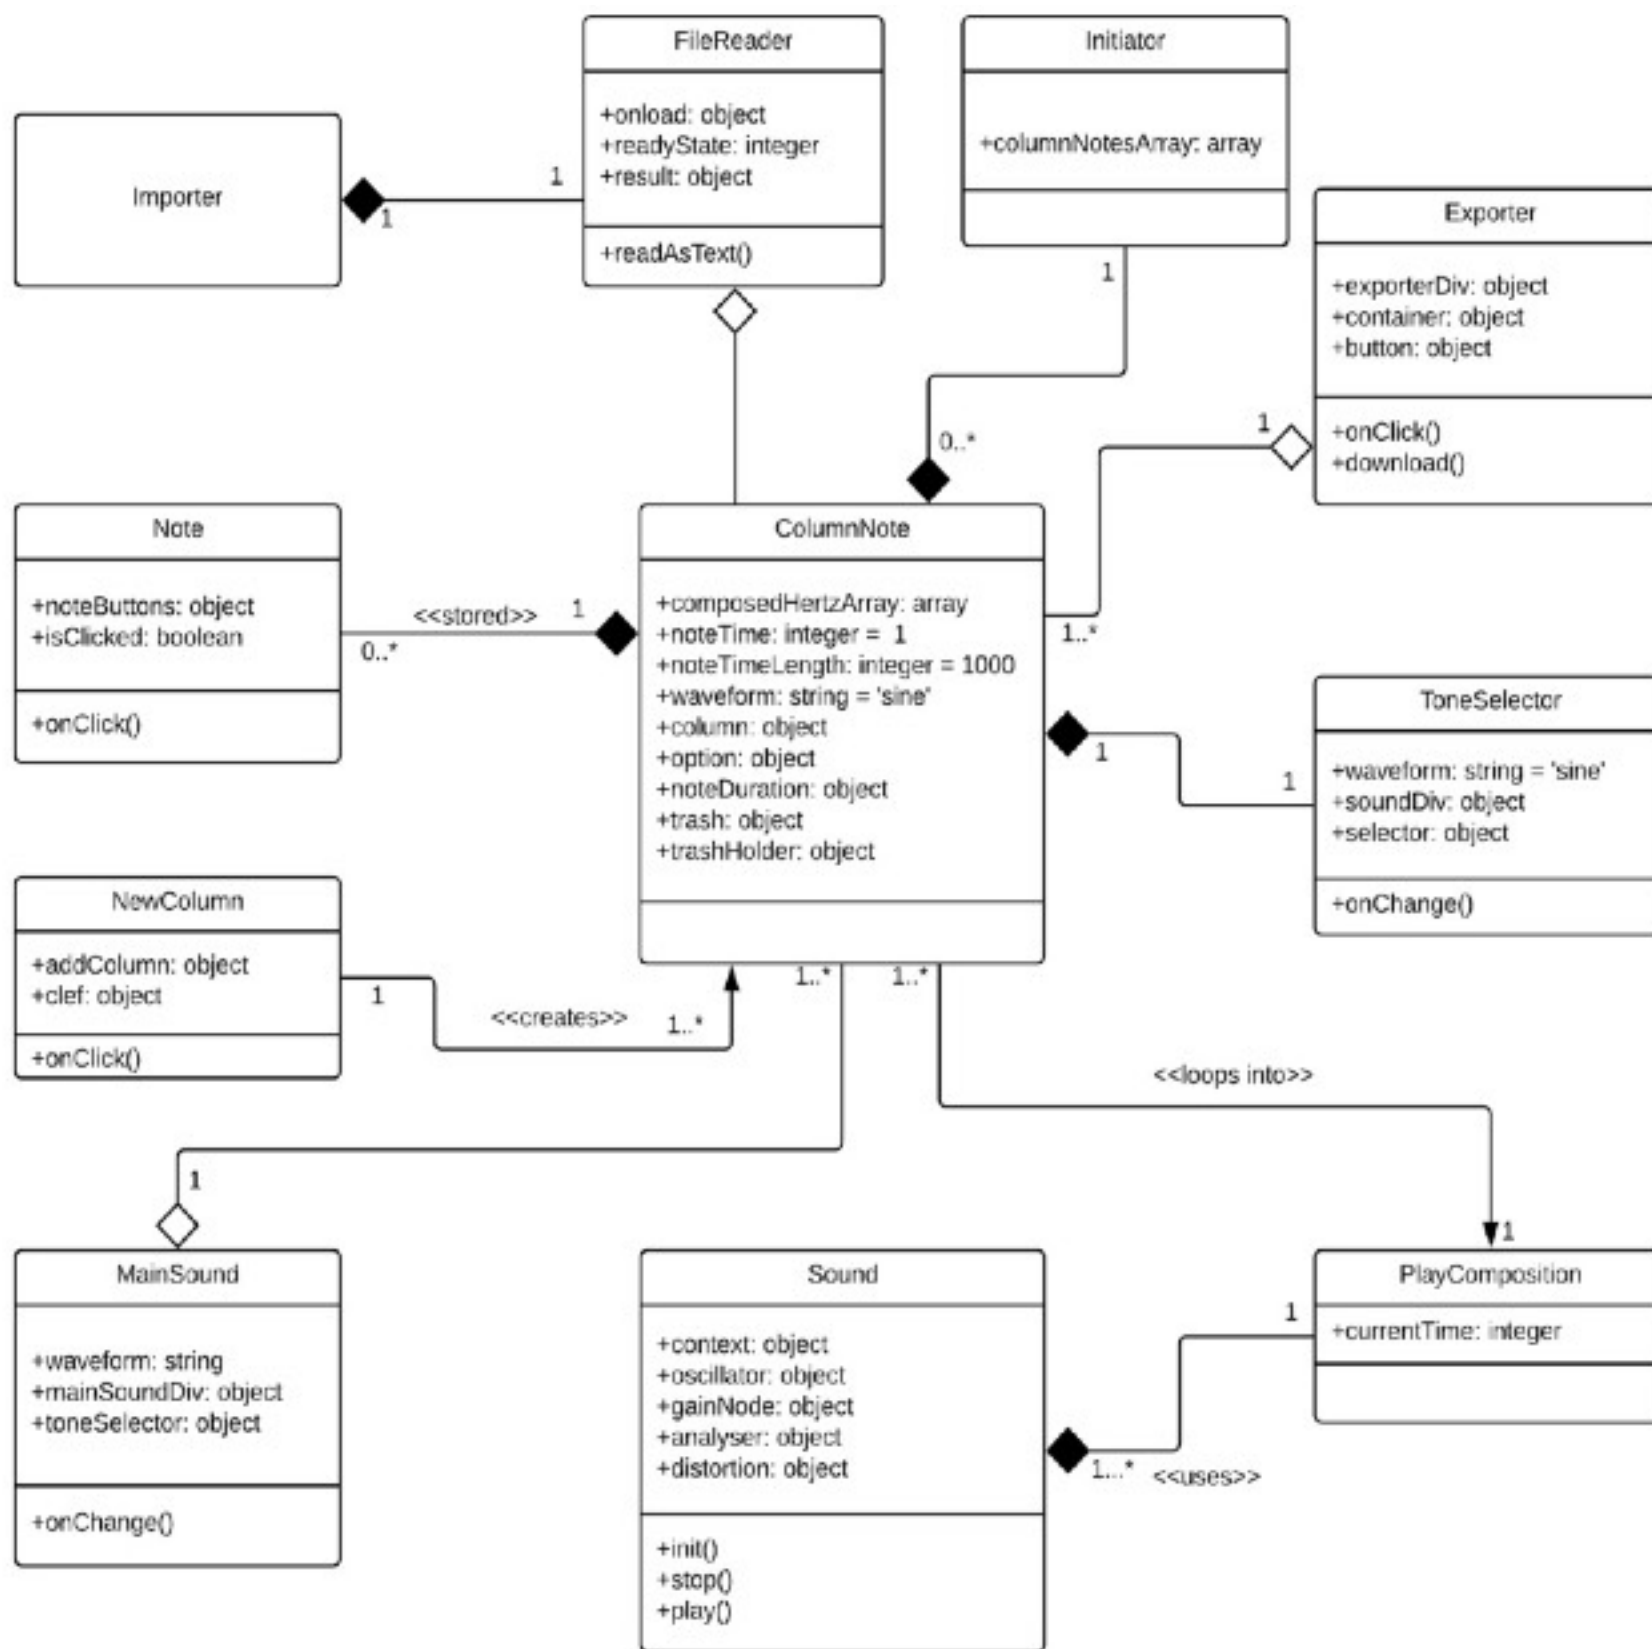 FileReader
+onload: object
+readyState: integer
+result: object
+readAsText()
Initiator
+columnNotesArray: array
Importer
1
1
1
Exporter
+exporterDiv: object
+container: object
+button: object
+onClick()
+download()
1
0..*
Note
+noteButtons: object
+isClicked: boolean
+onClick()
<<stored>>
1
0..*
ColumnNote
+composedHertzArray: array
+noteTime: integer = 1
+noteTimeLength: integer = 1000
+waveform: string = 'sine'
+column: object
+option: object
+noteDuration: object
+trash: object
+trashHolder: object
1..*
1
1
ToneSelector
+waveform: string = 'sine'
+soundDiv: object
+selector: object
+onChange()
NewColumn
+addColumn: object
+clef: object
+onClick()
1
<<creates>>
1..*
1..*
1..*
<<loops into>>
1
1
MainSound
+waveform: string
+mainSoundDiv: object
+toneSelector: object
+onChange()
Sound
+context: object
+oscillator: object
+gainNode: object
+analyser: object
+distortion: object
+init()
+stop()
+play()
1
1...*
<<uses>>
PlayComposition
+currentTime: integer